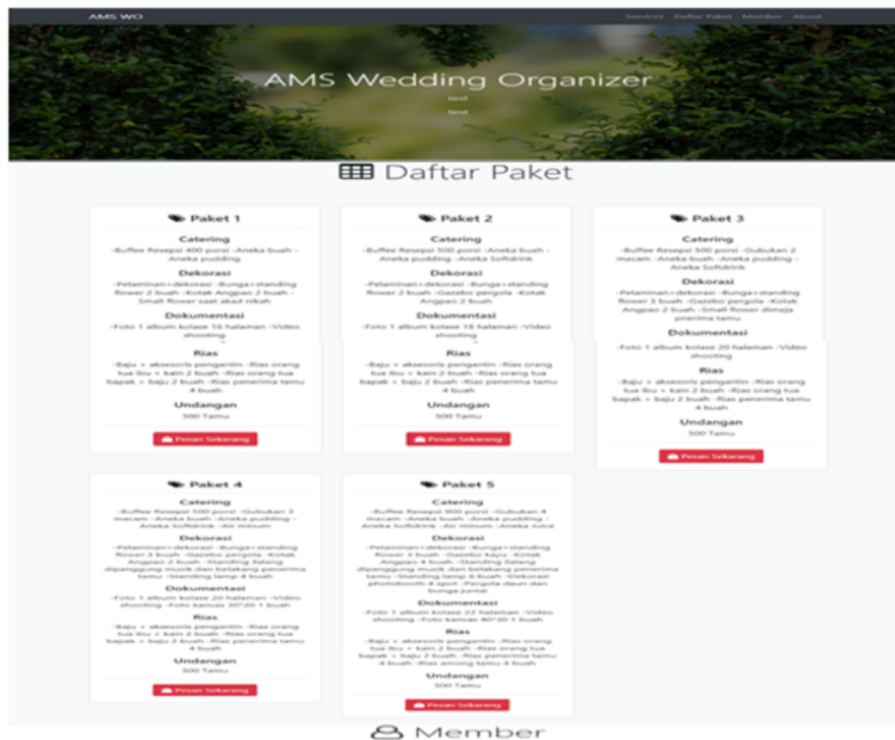 AMS WO
Services Daftar Paket Member About
AMS Wedding Organizer
test
test
Daftar Paket
Paket 1
Catering
-Buffee Resepsi 400 porsi -Aneka buah -
Aneka pudding
Dekorasi
-Pelaminan+dekorasi -Bunga+standing
flower 2 buah -Kotak Angpao 2 buah -
Small flower saat akad nikah
Dokumentasi
-Foto 1 album kolase 16 halaman -Video
shooting
Rias
-Baju + aksesoris pengantin -Rias orang
tua ibu + kain 2 buah -Rias orang tua
bapak + baju 2 buah -Rias penerima tamu
4 buah
Undangan
500 Tamu
Pesan Sekarang
Paket 2
Catering
-Buffee Resepsi 500 porsi -Aneka buah -
Aneka pudding -Aneka Softdrink
Dekorasi
-Pelaminan+dekorasi -Bunga+standing
flower 2 buah -Gazebo pergola -Kotak
Angpao 2 buah
Dokumentasi
-Foto 1 album kolase 18 halaman -Video
shooting
Rias
-Baju + aksesoris pengantin -Rias orang
tua ibu + kain 2 buah -Rias orang tua
bapak + baju 2 buah -Rias penerima tamu
4 buah
Undangan
500 Tamu
Pesan Sekarang
Paket 3
Catering
-Buffee Resepsi 500 porsi -Gubukan 2
macam -Aneka buah -Aneka pudding -
Aneka Softdrink
Dekorasi
-Pelaminan+dekorasi -Bunga+standing
flower 3 buah -Gazebo pergola -Kotak
Angpao 2 buah -Small flower dimeja
pnerima tamu
Dokumentasi
-Foto 1 album kolase 20 halaman -Video
shooting
Rias
-Baju + aksesoris pengantin -Rias orang
tua ibu + kain 2 buah -Rias orang tua
bapak + baju 2 buah -Rias penerima tamu
4 buah
Undangan
500 Tamu
Pesan Sekarang
Paket 4
Catering
-Buffee Resepsi 500 porsi -Gubukan 3
macam -Aneka buah -Aneka pudding -
Aneka Softdrink -Air minum
Dekorasi
-Pelaminan+dekorasi -Bunga+standing
flower 3 buah -Gazebo pergola -Kotak
Angpao 2 buah -Standing Ilalang
dipanggung musik dan belakang penerima
tamu -Standing lamp 4 buah
Dokumentasi
-Foto 1 album kolase 20 halaman -Video
shooting -Foto kanvas 30*20 1 buah
Rias
-Baju + aksesoris pengantin -Rias orang
tua ibu + kain 2 buah -Rias orang tua
bapak + baju 2 buah -Rias penerima tamu
4 buah
Undangan
500 Tamu
Pesan Sekarang
Paket 5
Catering
-Buffee Resepsi 800 porsi -Gubukan 4
macam -Aneka buah -Aneka pudding -
Aneka Softdrink -Air minum -Aneka Juice
Dekorasi
-Pelaminan+dekorasi -Bunga+standing
flower 3 buah -Gazebo kayu -Kotak
Angpao 4 buah -Standing Ilalang
dipanggung musik dan belakang penerima
tamu -Standing lamp 6 buah -Dekorasi
photobooth 4 spot -Pergola daun dan
bunga juntai
Dokumentasi
-Foto 1 album kolase 22 halaman -Video
shooting -Foto kanvas 40*30 1 buah
Rias
-Baju + aksesoris pengantin -Rias orang
tua ibu + kain 2 buah -Rias orang tua
bapak + baju 2 buah -Rias penerima tamu
4 buah -Rias among tamu 4 buah
Undangan
500 Tamu
Pesan Sekarang
Member